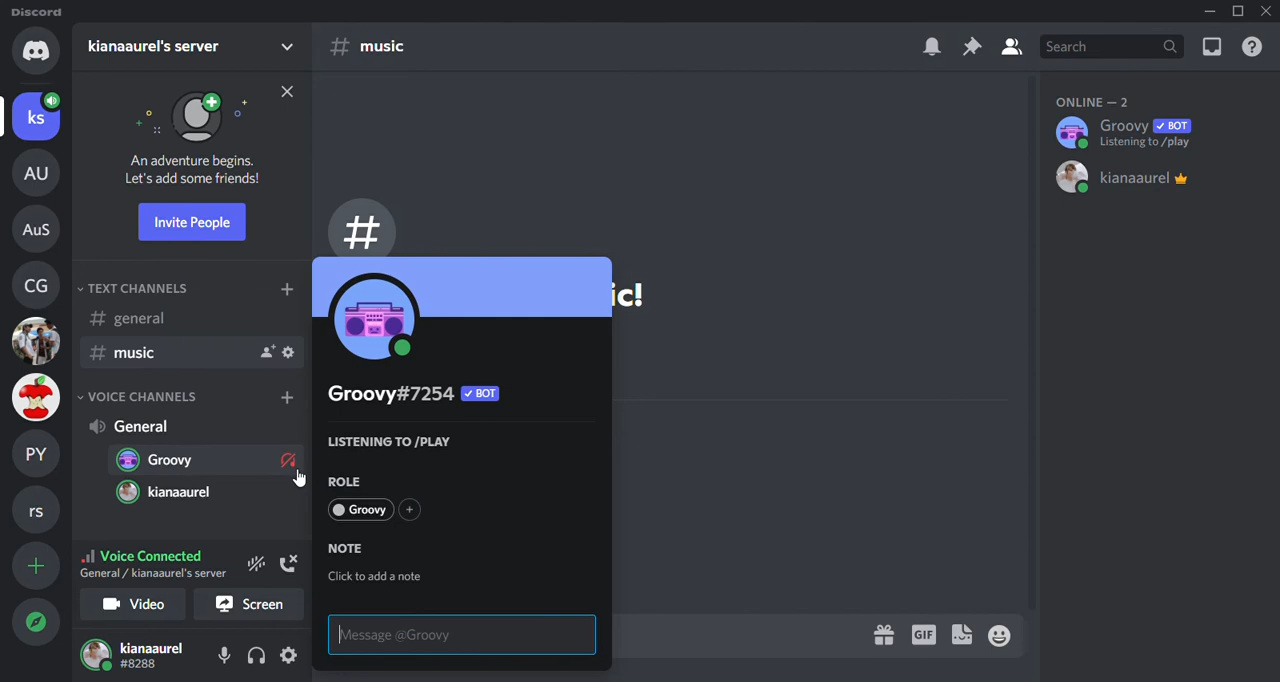 Discord
kianaaurel's server
# music
Search
ks
AU
AuS
CG
PY
rs
An adventure begins.
Let's add some friends!
Invite People
TEXT CHANNELS
# general
# music
VOICE CHANNELS
General
Groovy
kianaaurel
Voice Connected
General / kianaaurel's server
Video
Screen
kianaaurel
#8288
#
ic!
Groovy#7254 ✓ BOT
LISTENING TO /PLAY
ROLE
Groovy
NOTE
Click to add a note
Message @Groovy
GIF
ONLINE — 2
Groovy ✓ BOT
Listening to /play
kianaaurel